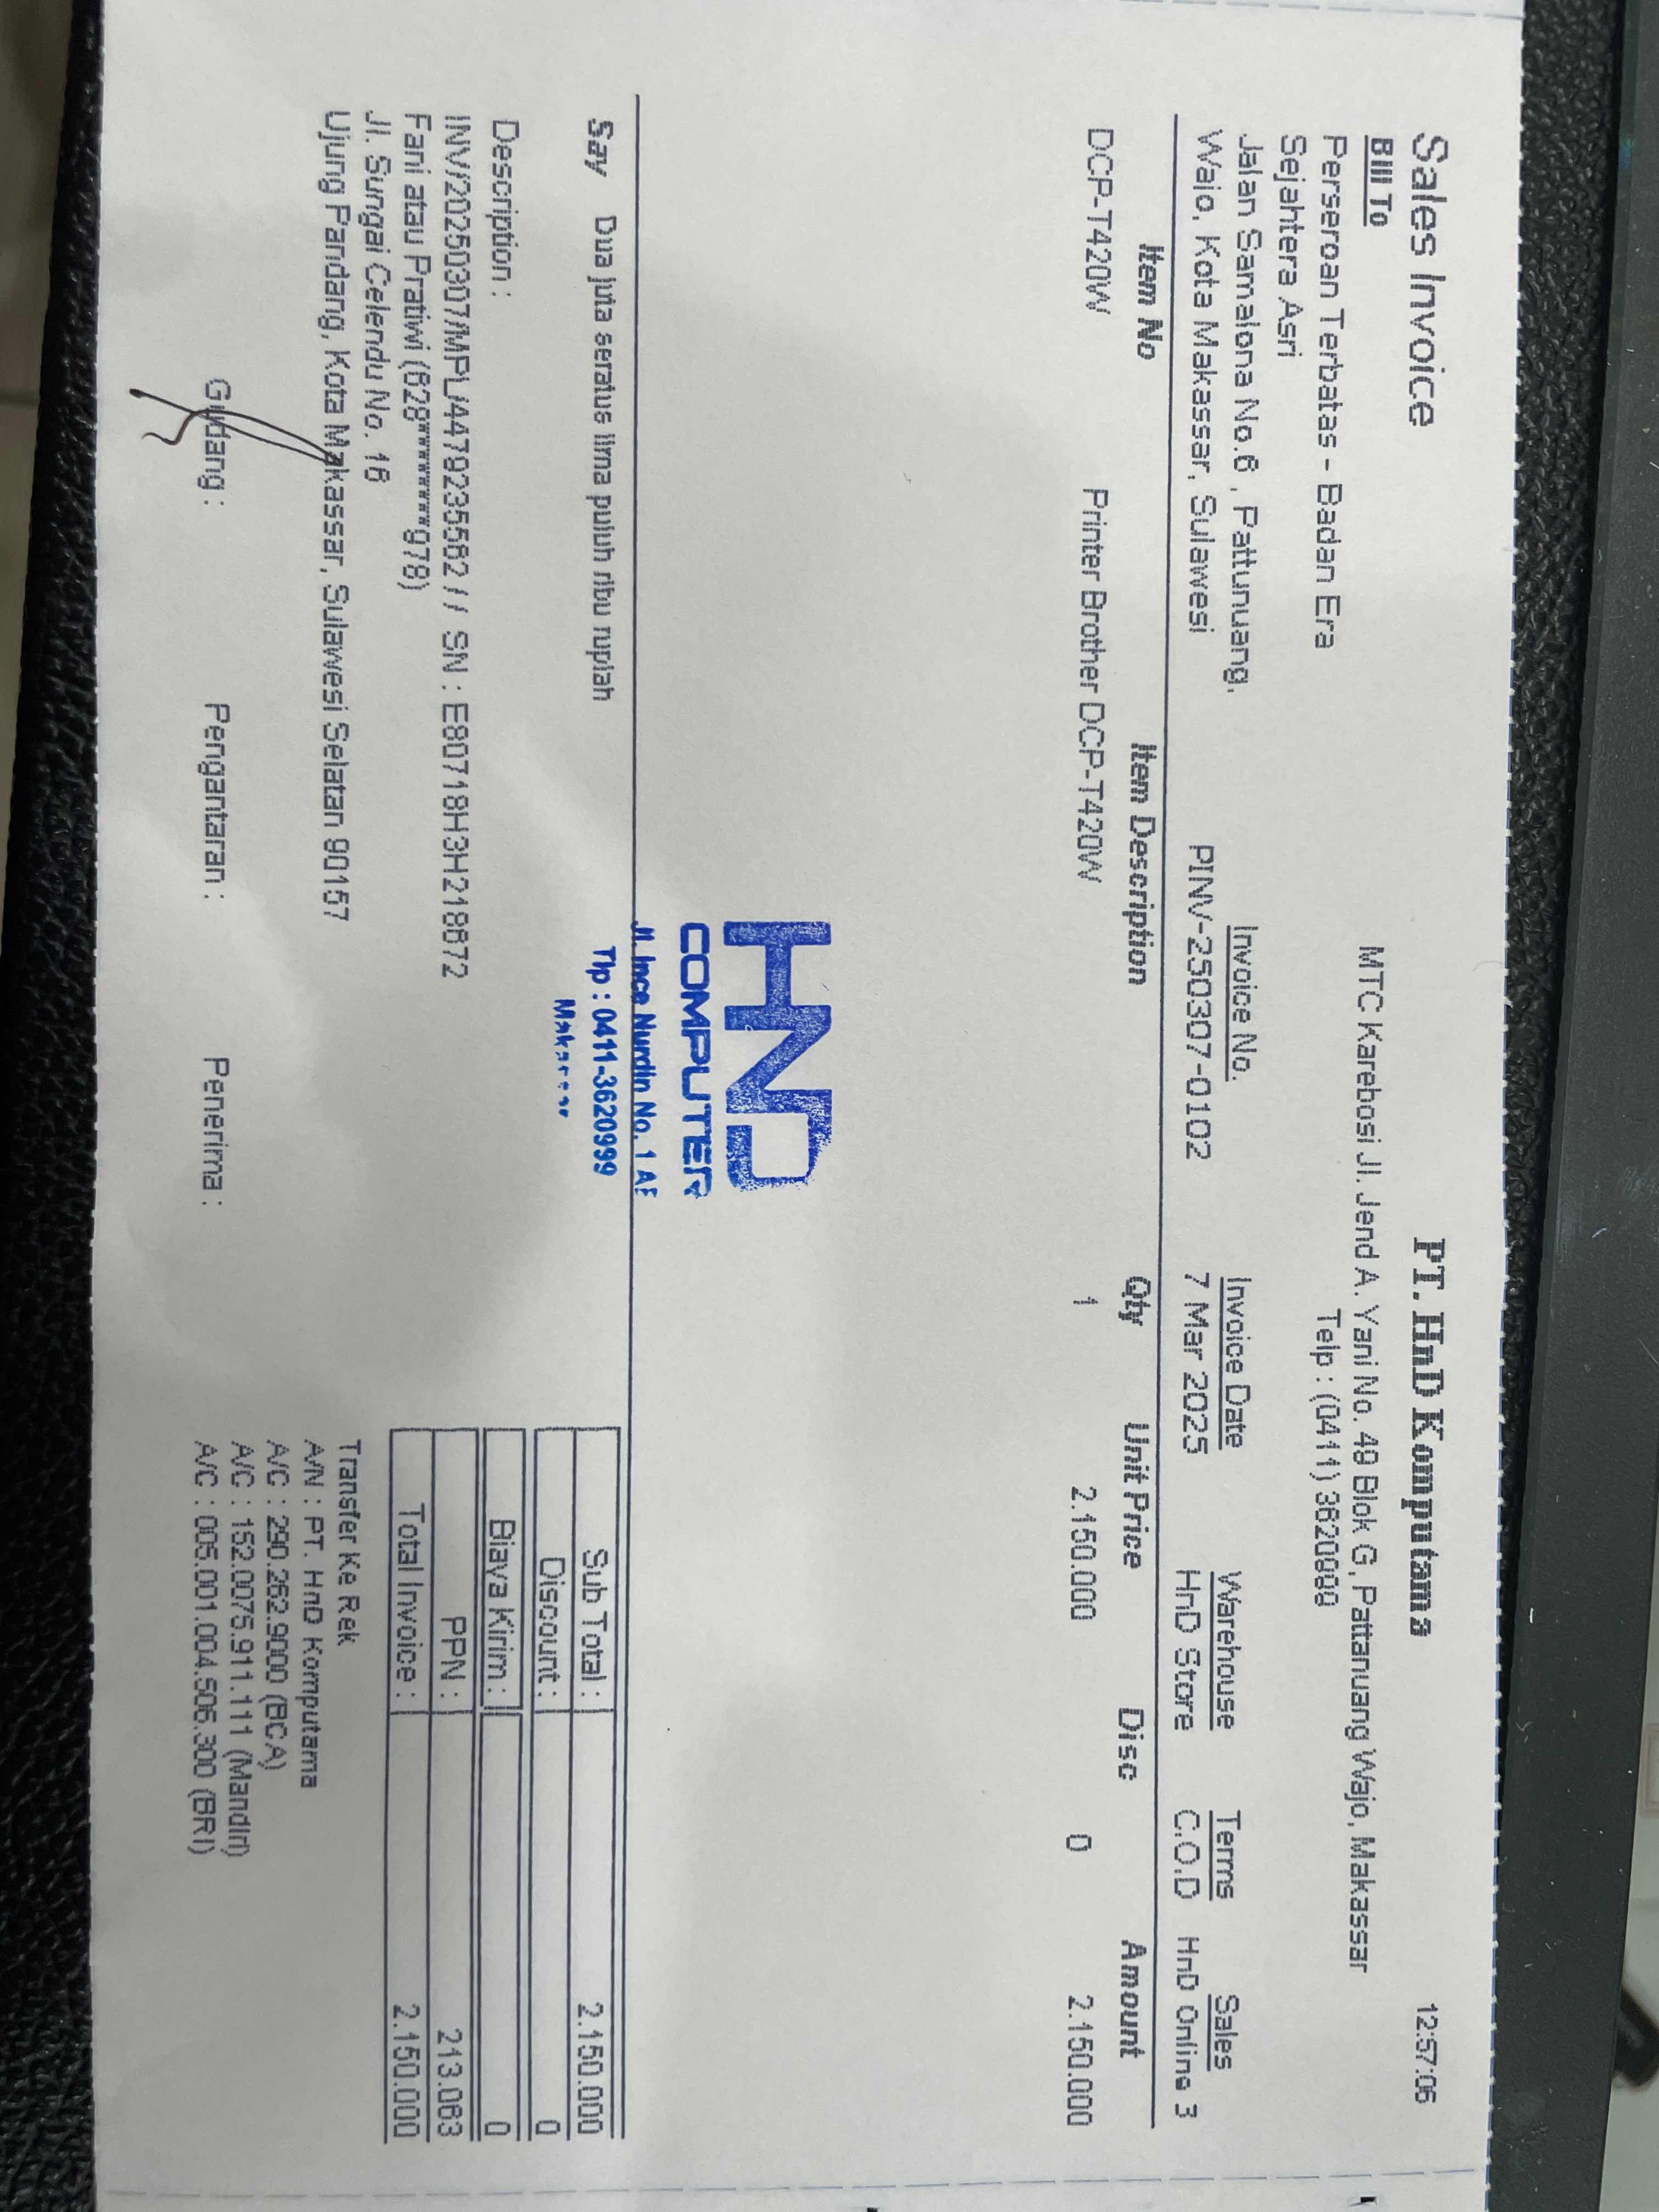 Sales Invoice
PT. HnD Komputama
12:57:06
Bill To
MTC Karebosi Jl. Jend A. Yani No. 49 Blok G, Pattanuang Wajo, Makassar
Telp : (0411) 3620999
Perseroan Terbatas - Badan Era
Sejahtera Asri
Jalan Samalona No.6 , Pattunuang,
Wajo, Kota Makassar, Sulawesi
Invoice No. Invoice Date Warehouse Terms Sales
PINV-250307-0102 7 Mar 2025 HnD Store C.O.D HnD Online 3
Item No Item Description Qty Unit Price Disc Amount
DCP-T420W Printer Brother DCP-T420W 1 2.150.000 0 2.150.000
HND
COMPUTER
Jl. Ince Nurdin No. 1 AE
Tlp : 0411-3620999
Makassar
Say Dua juta seratus lima puluh ribu rupiah
Sub Total : 2.150.000
Discount : 0
Biaya Kirim : 0
PPN : 213.063
Total Invoice : 2.150.000
Description :
INV/20250307/MPL/4479235582 // SN : E80718H3H218872
Fani atau Pratiwi (628*********978)
Jl. Sungai Celendu No. 16
Ujung Pandang, Kota Makassar, Sulawesi Selatan 90157
Gudang : Pengantaran : Penerima :
Transfer Ke Rek
A/N : PT. HnD Komputama
A/C : 290.252.9000 (BCA)
A/C : 152.0075.911.111 (Mandiri)
A/C : 005.001.004.506.300 (BRI)